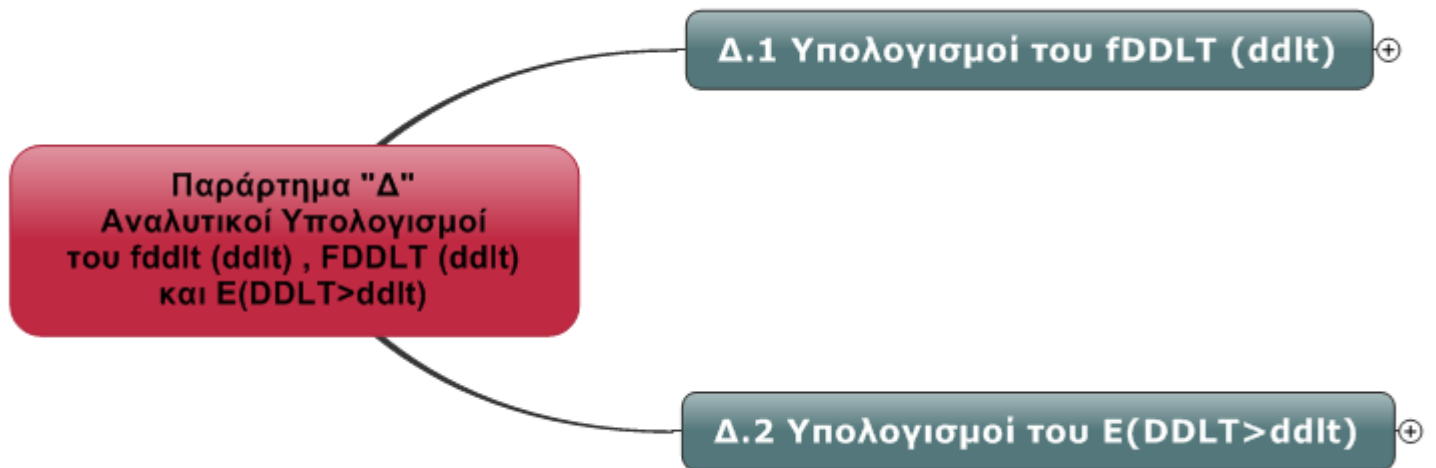 Δ.1 Υπολογισμοί του fDDLT (ddlt)
Παράρτημα "Δ"
Αναλυτικοί Υπολογισμοί
του fddlt (ddlt) , FDDLT (ddlt)
και E(DDLT>ddlt)
Δ.2 Υπολογισμοί του E(DDLT>ddlt)